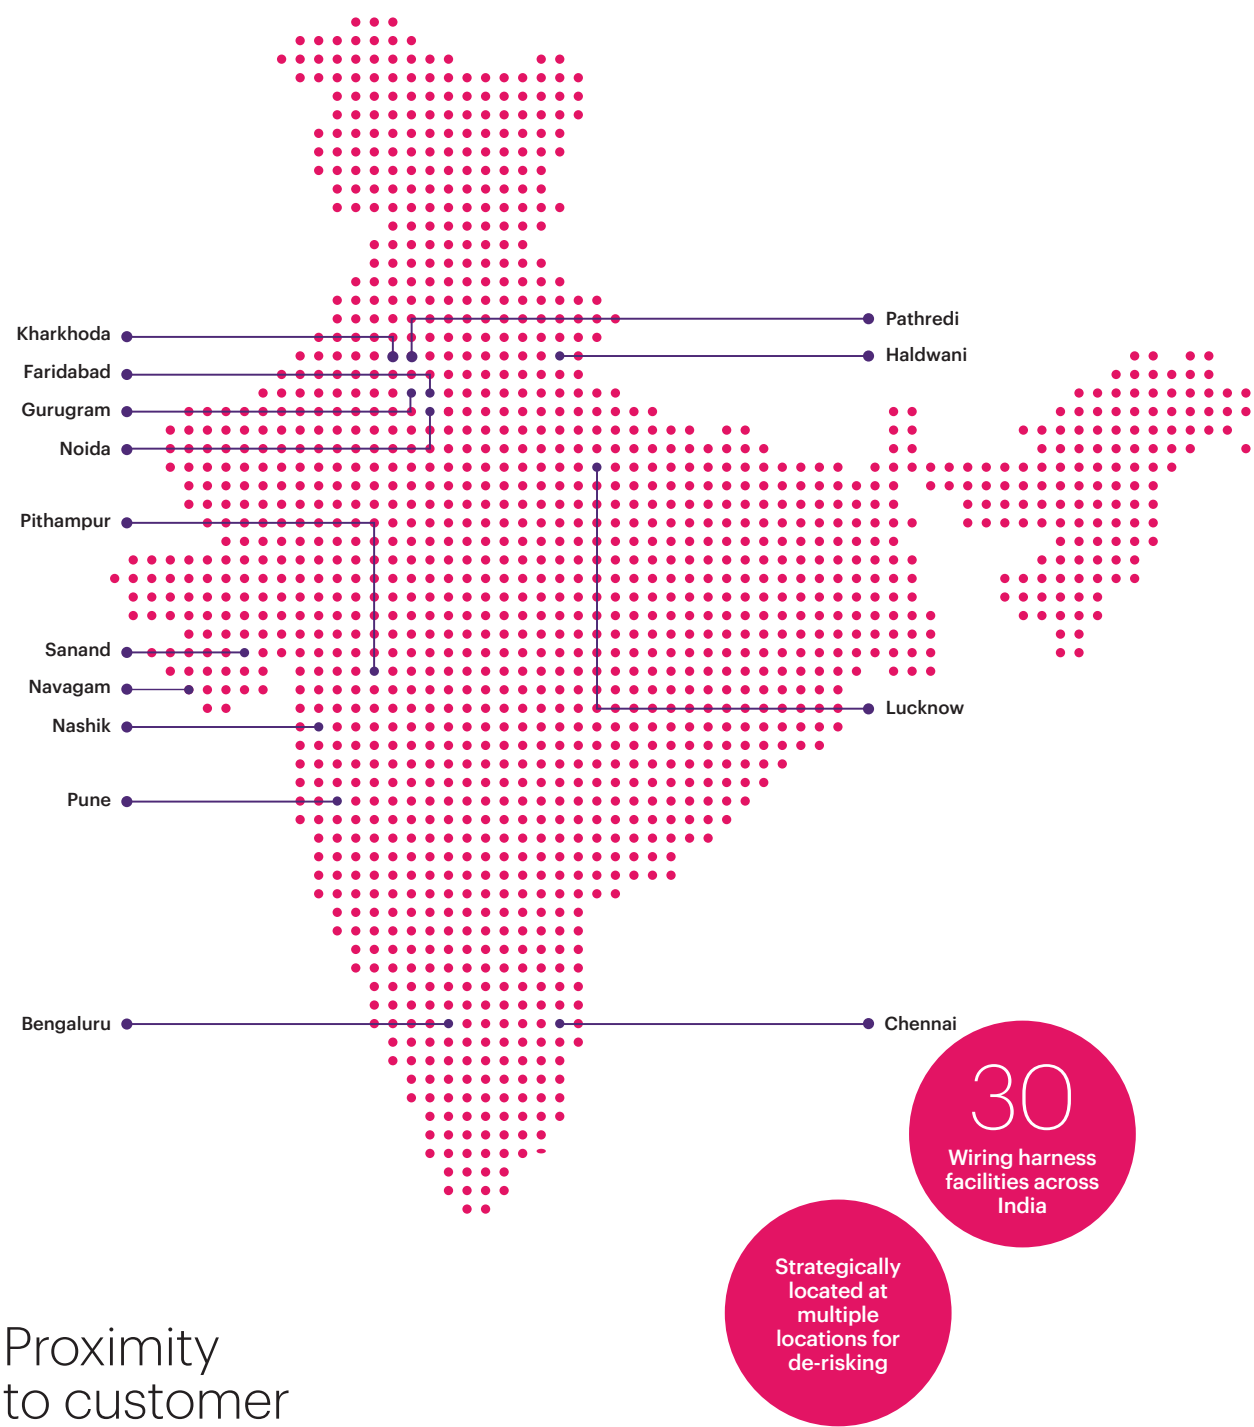 Kharkhoda
Faridabad
Gurugram
Noida
Pithampur
Sanand
Navagam
Nashik
Pune
Bengaluru
Pathredi
Haldwani
Lucknow
Chennai
30
Wiring harness
facilities across
India
Strategically
located at
multiple
locations for
de-risking
Proximity
to customer